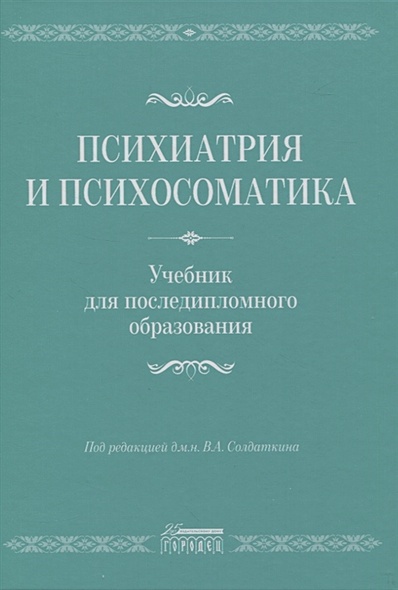 ПСИХИАТРИЯ
И ПСИХОСОМАТИКА
Учебник
для последипломного
образования
Под редакцией д.м.н. В.А. Солдаткина
25
ГОРОДЕЦ